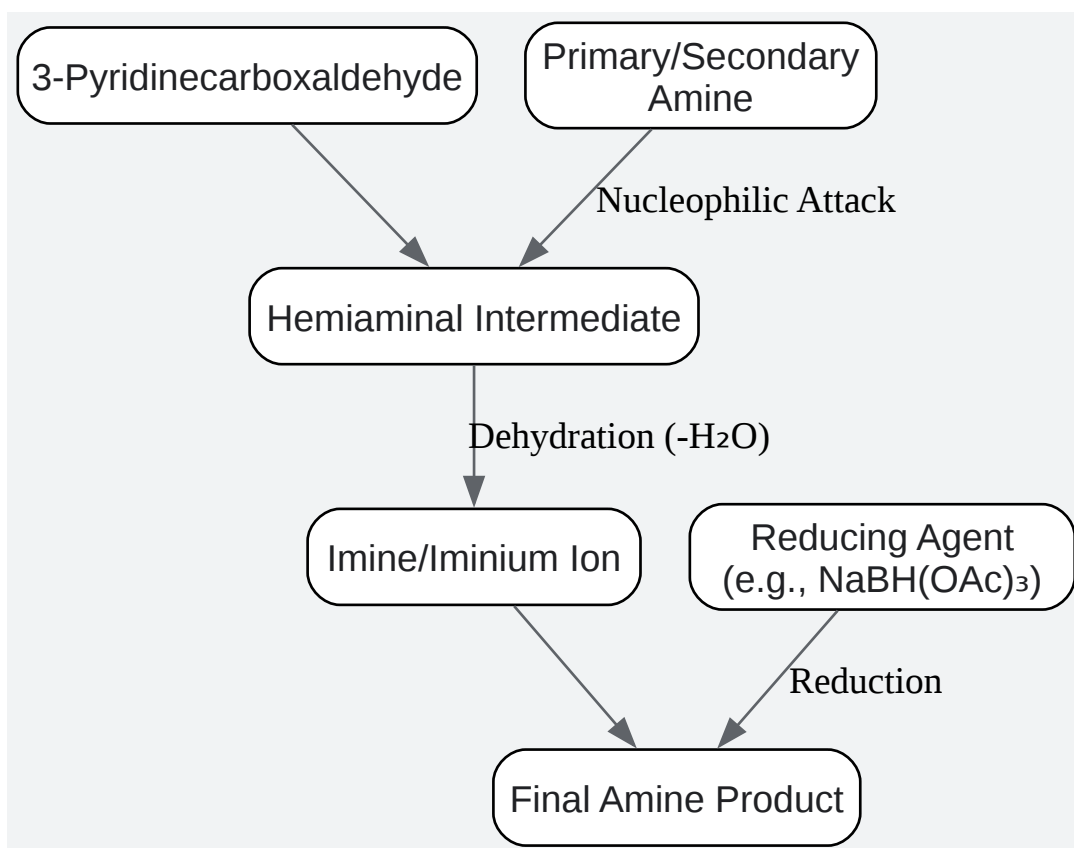 3-Pyridinecarboxaldehyde
Primary/Secondary
Amine
Nucleophilic Attack
Hemiaminal Intermediate
Dehydration (-H₂O)
Imine/Iminium Ion
Reducing Agent
(e.g., NaBH(OAc)₃)
Reduction
Final Amine Product